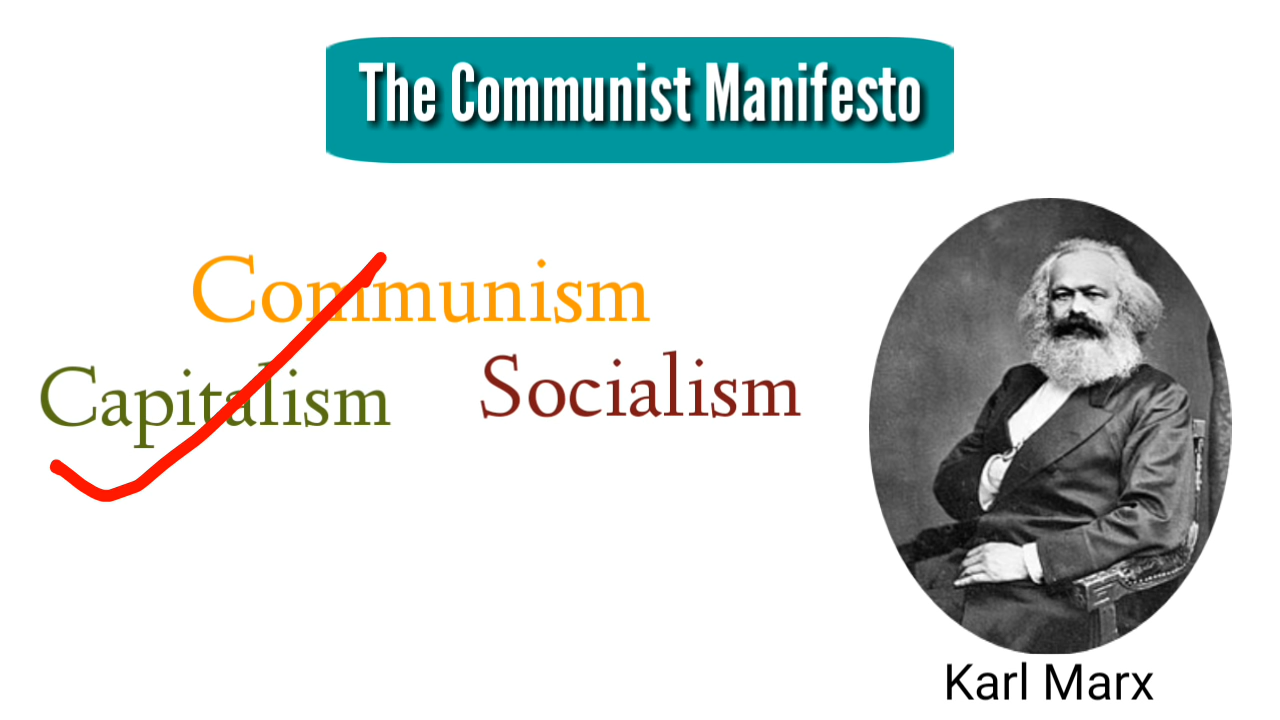 The Communist Manifesto
Communism
Capitalism
Socialism
Karl Marx